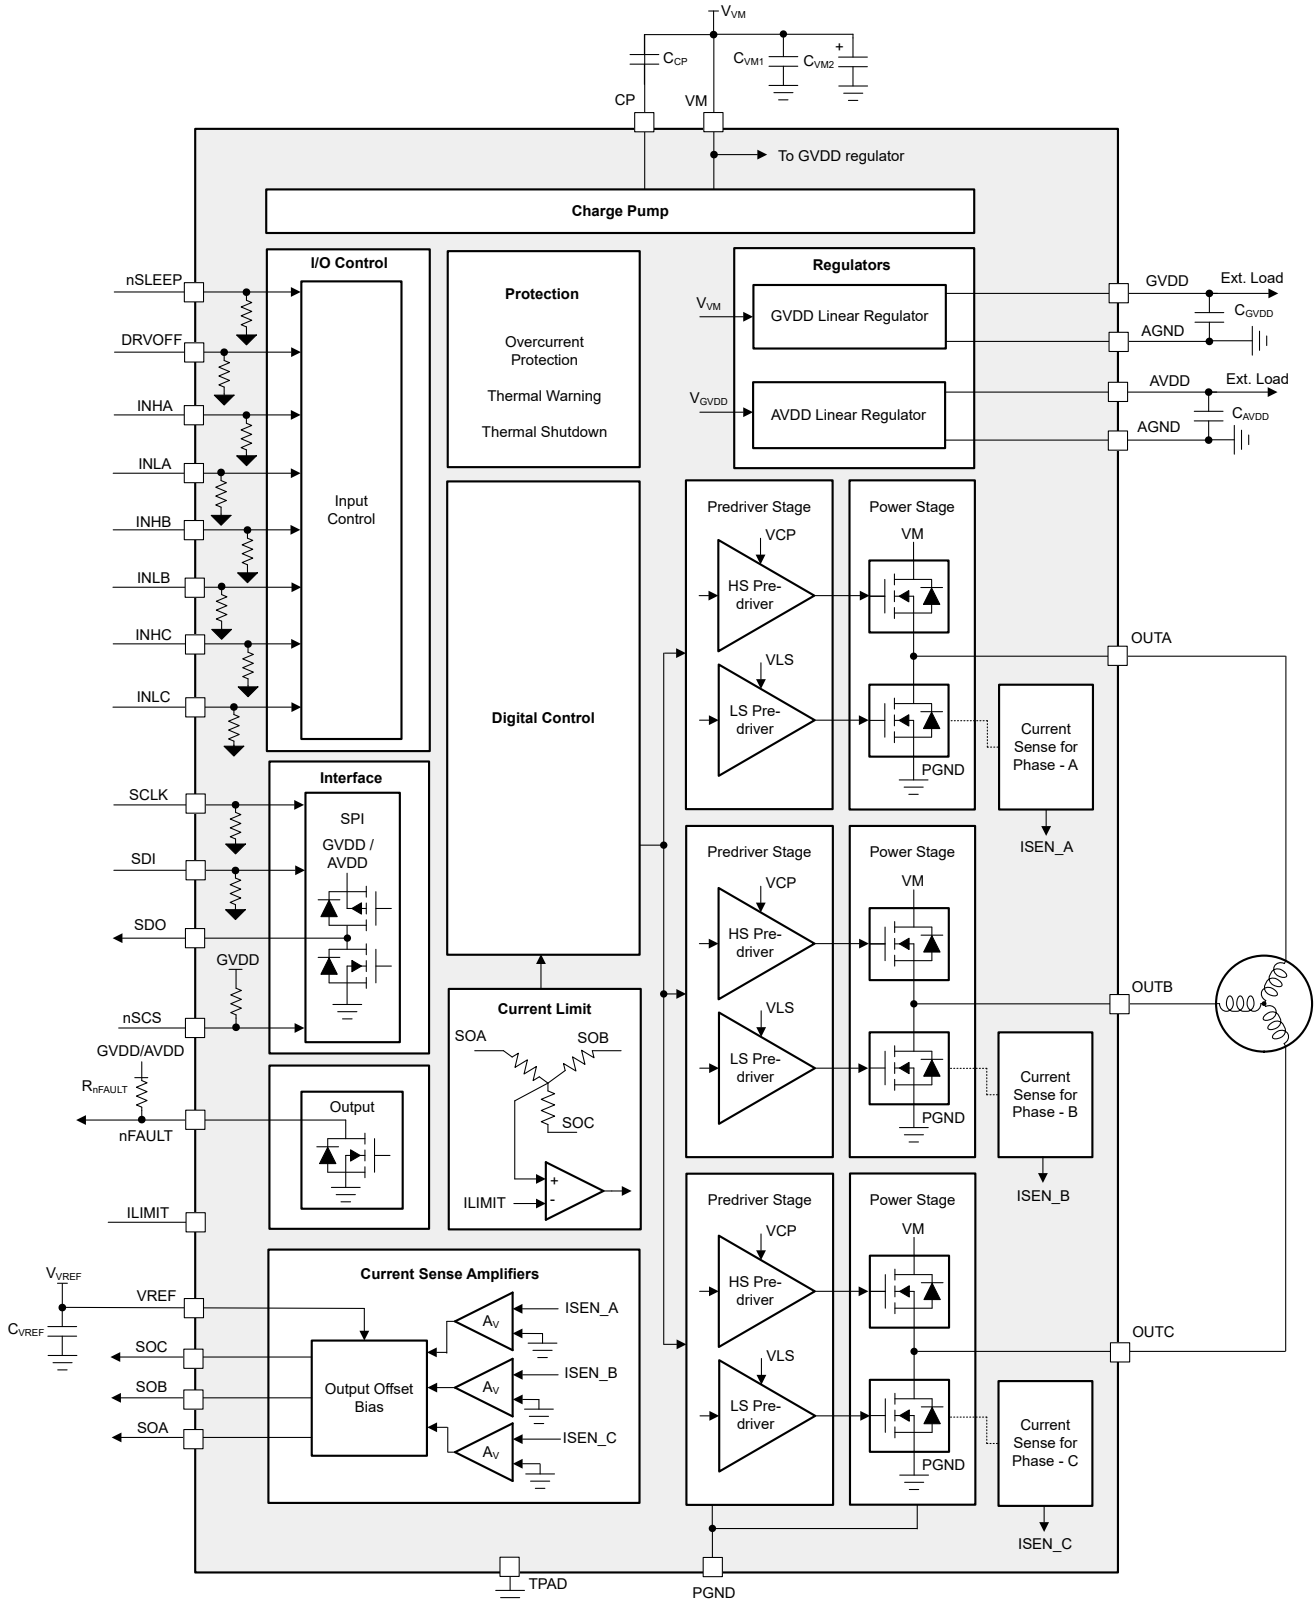 VVM
CCP
CVM1
+
CVM2
CP
VM
To GVDD regulator
Charge Pump
I/O Control
Input
Control
nSLEEP
DRVOFF
INHA
INLA
INHB
INLB
INHC
INLC
Protection
Overcurrent
Protection
Thermal Warning
Thermal Shutdown
Regulators
VVM
GVDD Linear Regulator
VGVDD
AVDD Linear Regulator
GVDD
Ext. Load
CGVDD
AGND
AVDD
Ext. Load
CAVDD
AGND
Digital Control
Predriver Stage
VCP
HS Pre-
driver
VLS
LS Pre-
driver
Power Stage
VM
PGND
OUTA
Current
Sense for
Phase - A
ISEN_A
Interface
SPI
GVDD /
AVDD
SCLK
SDI
SDO
GVDD
nSCS
GVDD/AVDD
RnFAULT
nFAULT
Output
ILIMIT
Current Limit
SOA
SOB
SOC
+
-
ILIMIT
Predriver Stage
VCP
HS Pre-
driver
VLS
LS Pre-
driver
Power Stage
VM
PGND
OUTB
Current
Sense for
Phase - B
ISEN_B
Predriver Stage
VCP
HS Pre-
driver
VLS
LS Pre-
driver
Power Stage
VM
PGND
OUTC
Current
Sense for
Phase - C
ISEN_C
Current Sense Amplifiers
VVREF
CVREF
VREF
SOC
SOB
SOA
Output Offset
Bias
AV
ISEN_A
AV
ISEN_B
AV
ISEN_C
TPAD
PGND